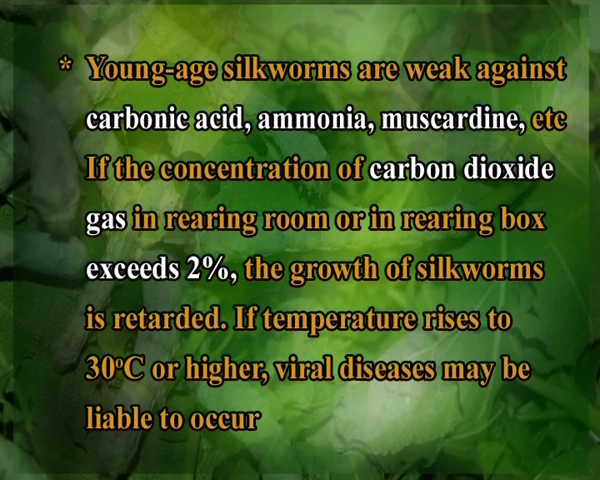 * Young-age silkworms are weak against
carbonic acid, ammonia, muscardine, etc
If the concentration of carbon dioxide
gas in rearing room or in rearing box
exceeds 2%, the growth of silkworms
is retarded. If temperature rises to
30ºC or higher, viral diseases may be
liable to occur